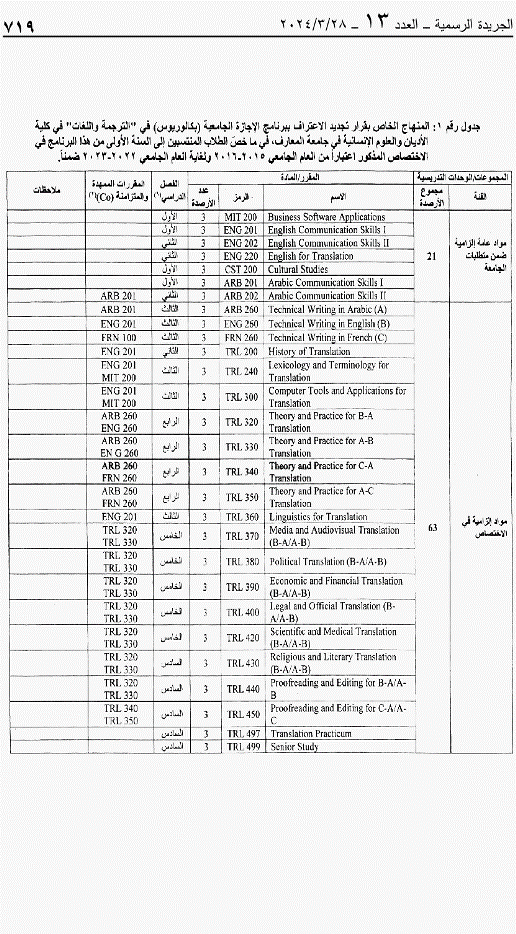 الجريدة الرسمية ــ العدد ١٣ ــ ٢٠٢٤/٣/٢٨
٧١٩
جدول رقم ١: المنهاج الخاص بقرار تجديد الاعتراف ببرنامج الإجازة الجامعية (بكالوريوس) في "الترجمة واللغات" في كلية
الأديان والعلوم الإنسانية في جامعة المعارف، في ما خصّ الطلاب المنتسبين إلى السنة الأولى من هذا البرنامج في
الاختصاص المذكور اعتباراً من العام الجامعي ٢٠١٥-٢٠١٦ ولغاية العام الجامعي ٢٠٢٢-٢٠٢٣ ضمناً.
المجموعات/الوحدات التدريسية المقرر/المادة الفصل الدراسي(١) المقررات الممهدة والمتزامنة (Co)(٢) ملاحظات
الفئة مجموع الأرصدة الاسم الرمز عدد الأرصدة
مواد عامة إلزامية ضمن متطلبات الجامعة 21
Business Software Applications MIT 200 3 الأول
English Communication Skills I ENG 201 3 الأول
English Communication Skills II ENG 202 3 الثاني
English for Translation ENG 220 3 الثاني
Cultural Studies CST 200 3 الأول
Arabic Communication Skills I ARB 201 3 الأول
Arabic Communication Skills II ARB 202 3 الثاني ARB 201
مواد إلزامية في الاختصاص 63
Technical Writing in Arabic (A) ARB 260 3 الثالث ARB 201
Technical Writing in English (B) ENG 260 3 الثالث ENG 201
Technical Writing in French (C) FRN 260 3 الثالث FRN 100
History of Translation TRL 200 3 الثاني ENG 201
Lexicology and Terminology for Translation TRL 240 3 الثالث ENG 201 MIT 200
Computer Tools and Applications for Translation TRL 300 3 الثالث ENG 201 MIT 200
Theory and Practice for B-A Translation TRL 320 3 الرابع ARB 260 ENG 260
Theory and Practice for A-B Translation TRL 330 3 الرابع ARB 260 EN G 260
Theory and Practice for C-A Translation TRL 340 3 الرابع ARB 260 FRN 260
Theory and Practice for A-C Translation TRL 350 3 الرابع ARB 260 FRN 260
Linguistics for Translation TRL 360 3 الثالث ENG 201
Media and Audiovisual Translation (B-A/A-B) TRL 370 3 الخامس TRL 320 TRL 330
Political Translation (B-A/A-B) TRL 380 3 الخامس TRL 320 TRL 330
Economic and Financial Translation (B-A/A-B) TRL 390 3 الخامس TRL 320 TRL 330
Legal and Official Translation (B-A/A-B) TRL 400 3 الخامس TRL 320 TRL 330
Scientific and Medical Translation (B-A/A-B) TRL 420 3 الخامس TRL 320 TRL 330
Religious and Literary Translation (B-A/A-B) TRL 430 3 السادس TRL 320 TRL 330
Proofreading and Editing for B-A/A-B TRL 440 3 السادس TRL 320 TRL 330
Proofreading and Editing for C-A/A-C TRL 450 3 السادس TRL 340 TRL 350
Translation Practicum TRL 497 3 السادس
Senior Study TRL 499 3 السادس